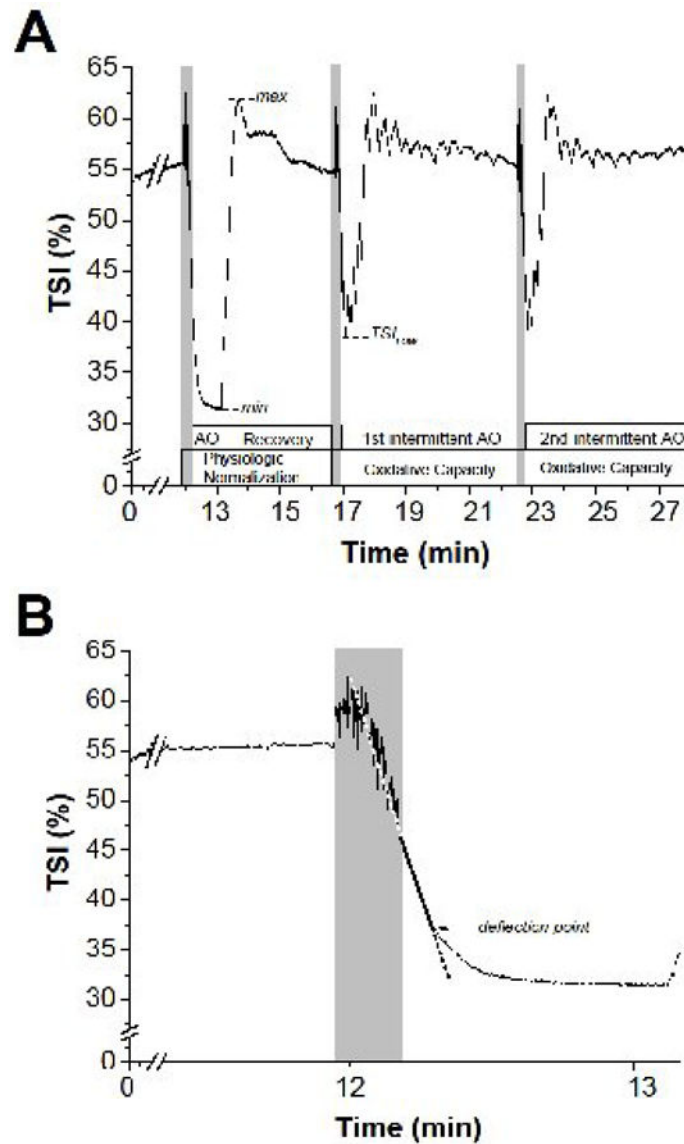 A
65
60
55
50
45
40
35
30
0
TSI (%)
max
min
TSI
AO Recovery 1st intermittent AO 2nd intermittent AO
Physiologic Normalization Oxidative Capacity Oxidative Capacity
0 13 15 17 19 21 23 25 27
Time (min)
B
65
60
55
50
45
40
35
30
0
TSI (%)
deflection point
0 12 13
Time (min)